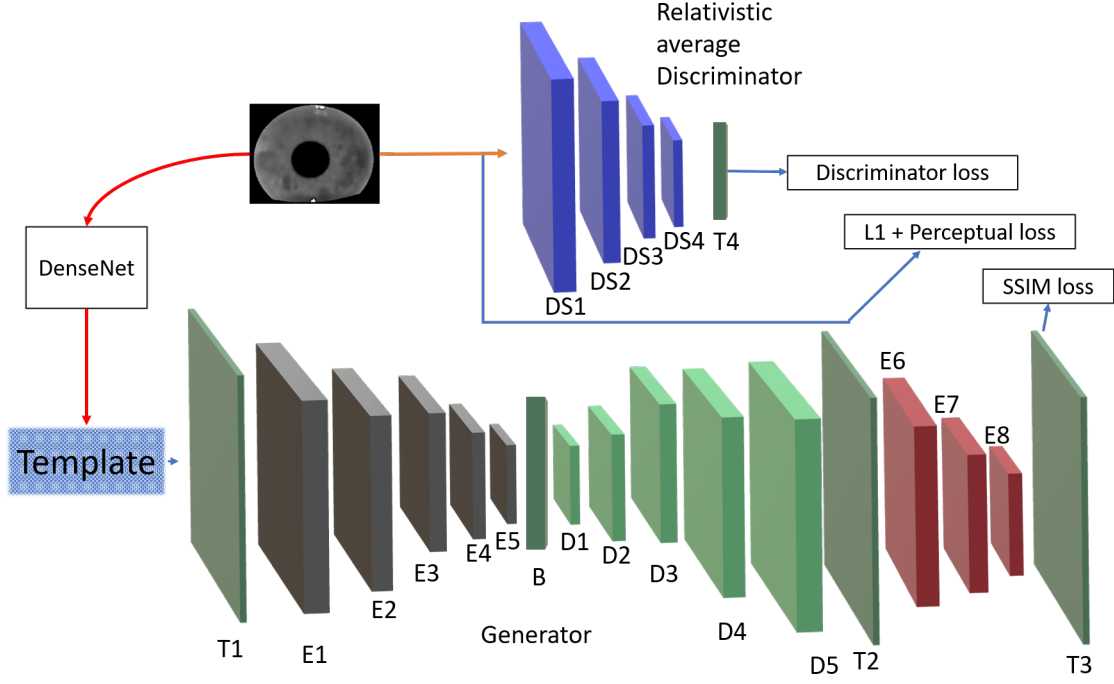 Relativistic
average
Discriminator
DS1
DS2
DS3
DS4
T4
Discriminator loss
L1 + Perceptual loss
SSIM loss
DenseNet
Template
T1
E1
E2
E3
E4
E5
B
D1
D2
D3
D4
D5
T2
E6
E7
E8
T3
Generator